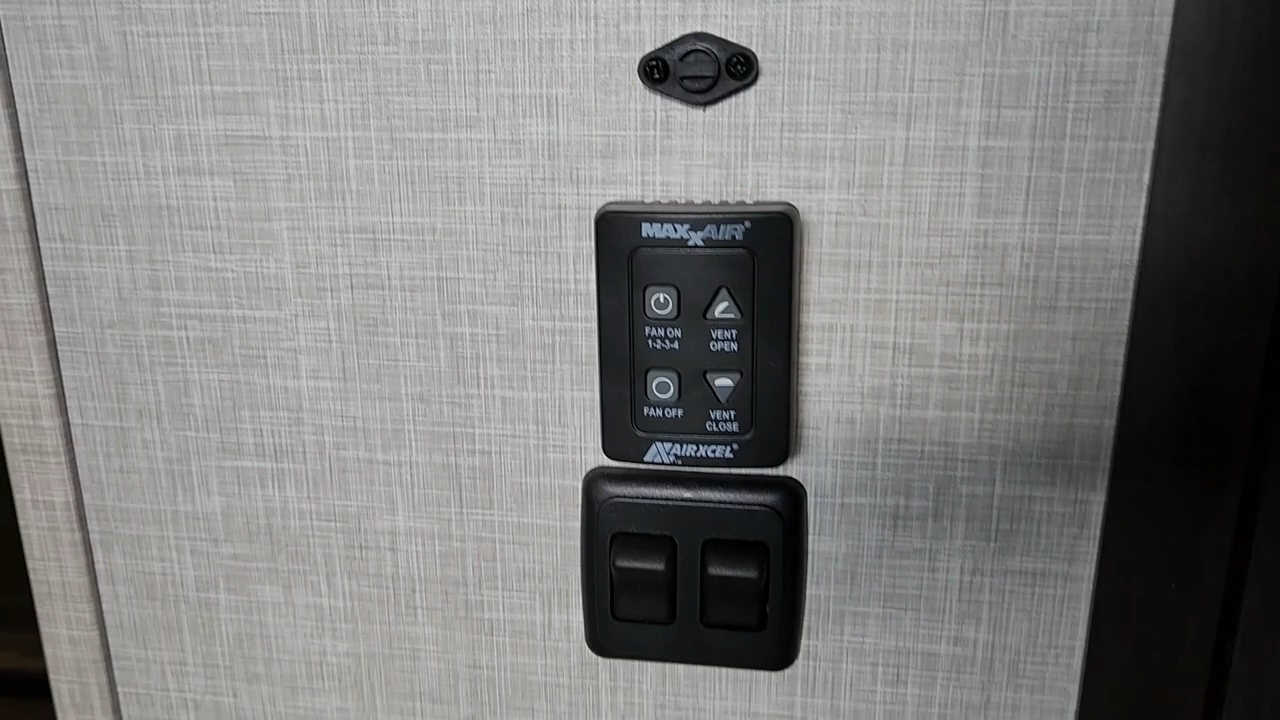 MAXXAIR®
FAN ON
1-2-3-4
VENT
OPEN
FAN OFF
VENT
CLOSE
AIRXCEL®